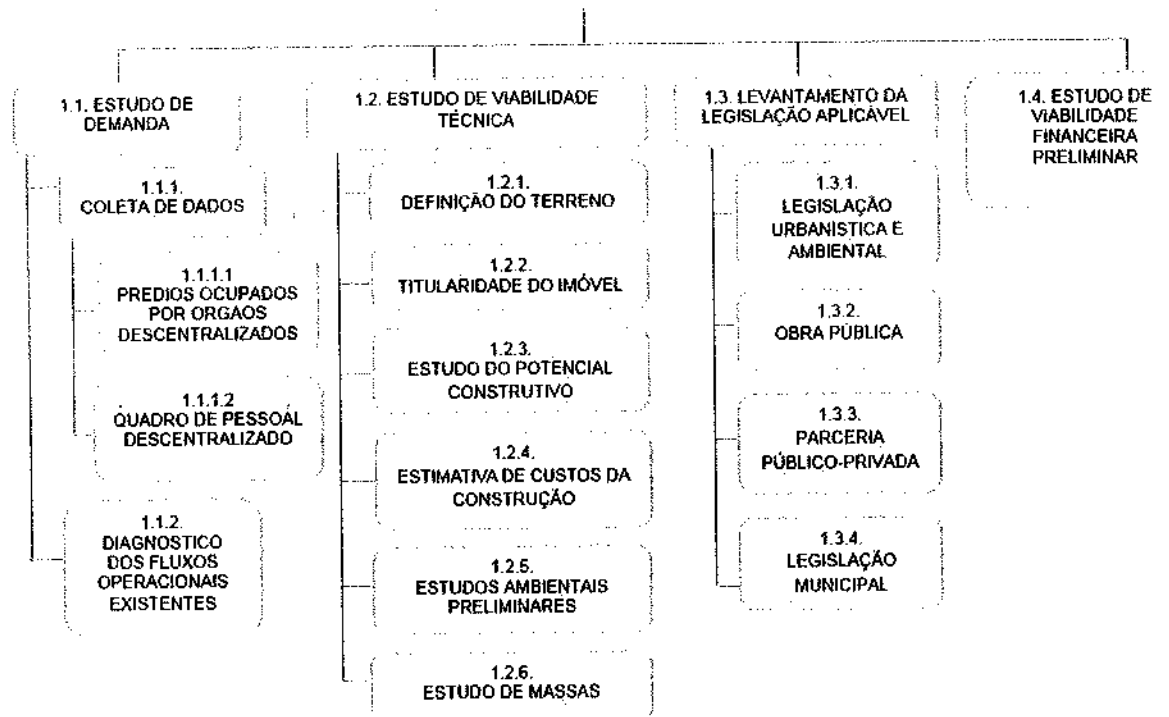 1.1. ESTUDO DE
DEMANDA
1.1.1.
COLETA DE DADOS
1.1.1.1
PREDIOS OCUPADOS
POR ORGAOS
DESCENTRALIZADOS
1.1.1.2
QUADRO DE PESSOAL
DESCENTRALIZADO
1.1.2.
DIAGNOSTICO
DOS FLUXOS
OPERACIONAIS
EXISTENTES
1.2. ESTUDO DE VIABILIDADE
TÉCNICA
1.2.1.
DEFINIÇÃO DO TERRENO
1.2.2.
TITULARIDADE DO IMÓVEL
1.2.3.
ESTUDO DO POTENCIAL
CONSTRUTIVO
1.2.4.
ESTIMATIVA DE CUSTOS DA
CONSTRUÇÃO
1.2.5.
ESTUDOS AMBIENTAIS
PRELIMINARES
1.2.6.
ESTUDO DE MASSAS
1.3. LEVANTAMENTO DA
LEGISLAÇÃO APLICÁVEL
1.3.1.
LEGISLAÇÃO
URBANISTICA E
AMBIENTAL
1.3.2.
OBRA PÚBLICA
1.3.3.
PARCERIA
PÚBLICO-PRIVADA
1.3.4.
LEGISLAÇÃO
MUNICIPAL
1.4. ESTUDO DE
VIABILIDADE
FINANCEIRA
PRELIMINAR